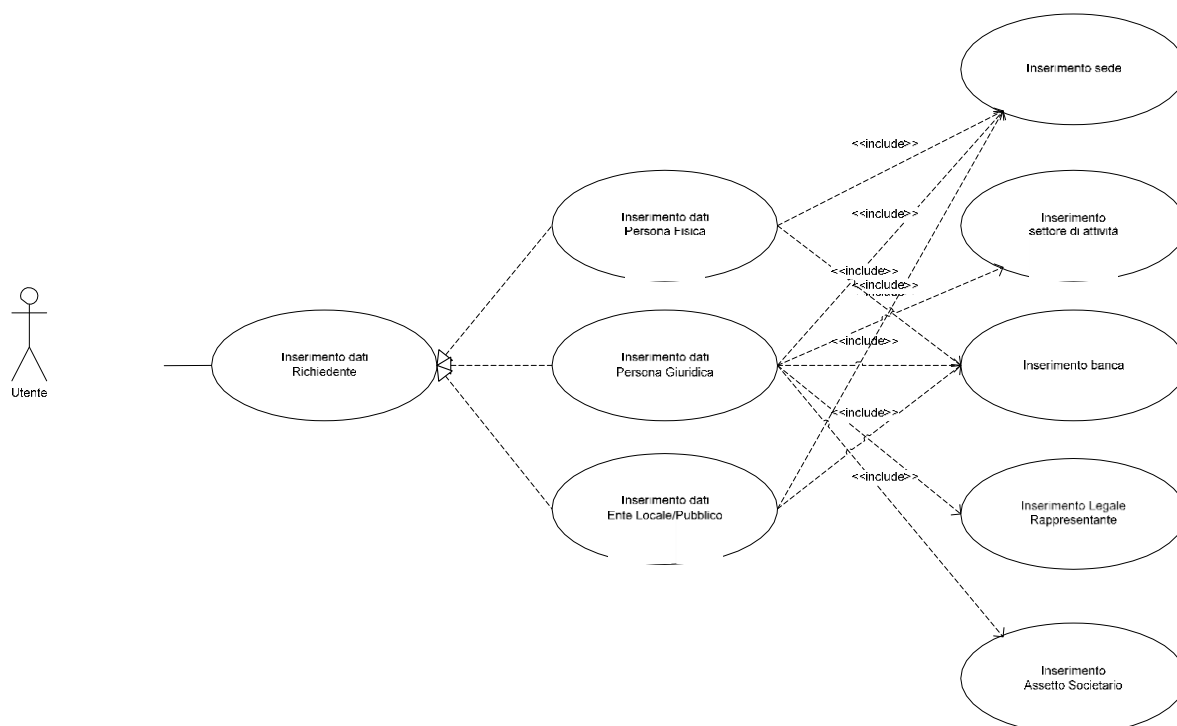 Inserimento sede
<<include>>
Inserimento dati
Persona Fisica
<<include>>
Inserimento
settore di attività
<<include>>
<<include>>
include
Utente
Inserimento dati
Richiedente
Inserimento dati
Persona Giuridica
<<include>>
Inserimento banca
<<include>>
Inserimento dati
Ente Locale/Pubblico
<<include>>
Inserimento Legale
Rappresentante
Inserimento
Assetto Societario